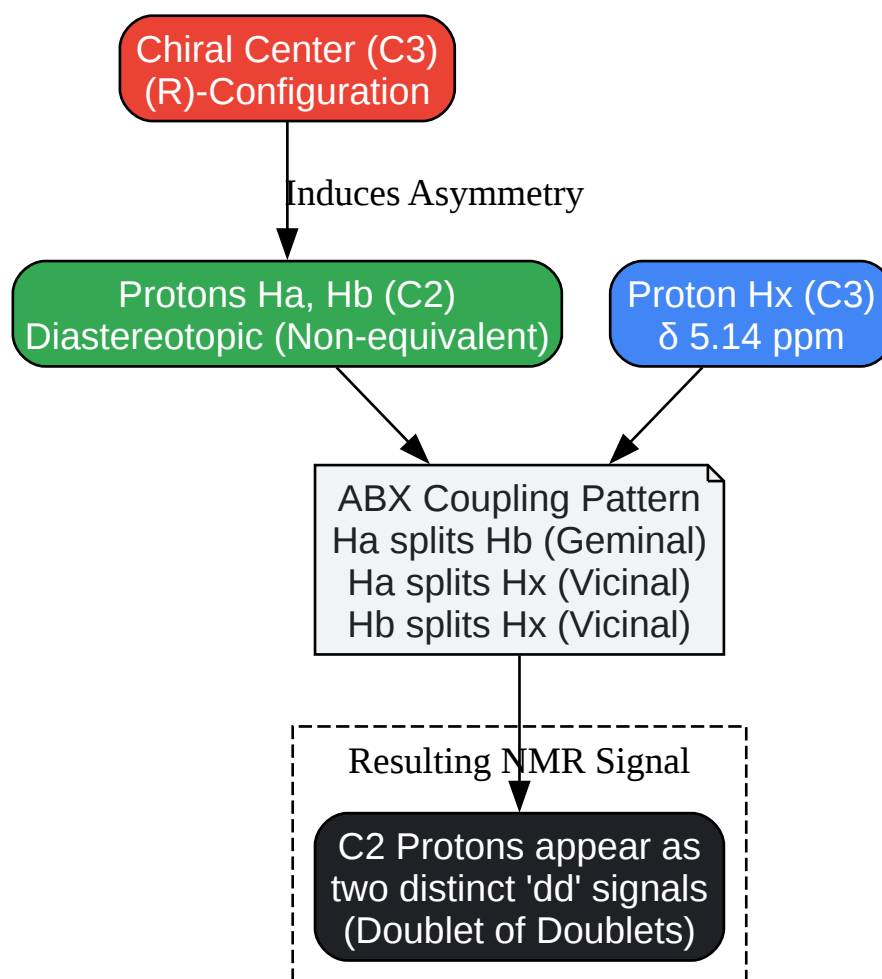 Chiral Center (C3)
(R)-Configuration
Induces Asymmetry
Protons Ha, Hb (C2)
Diastereotopic (Non-equivalent)
Proton Hx (C3)
δ 5.14 ppm
ABX Coupling Pattern
Ha splits Hb (Geminal)
Ha splits Hx (Vicinal)
Hb splits Hx (Vicinal)
Resulting NMR Signal
C2 Protons appear as
two distinct 'dd' signals
(Doublet of Doublets)